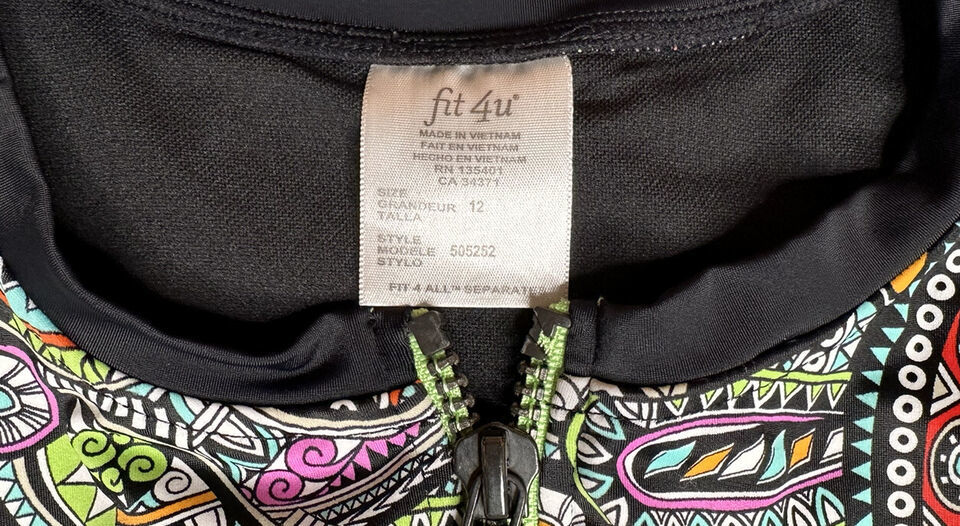 fit 4u®
MADE IN VIETNAM
FAIT EN VIETNAM
HECHO EN VIETNAM
RN 135401
CA 34371
SIZE
GRANDEUR 12
TALLA
STYLE
MODELE 505252
STYLO
FIT 4 ALL™ SEPARATE